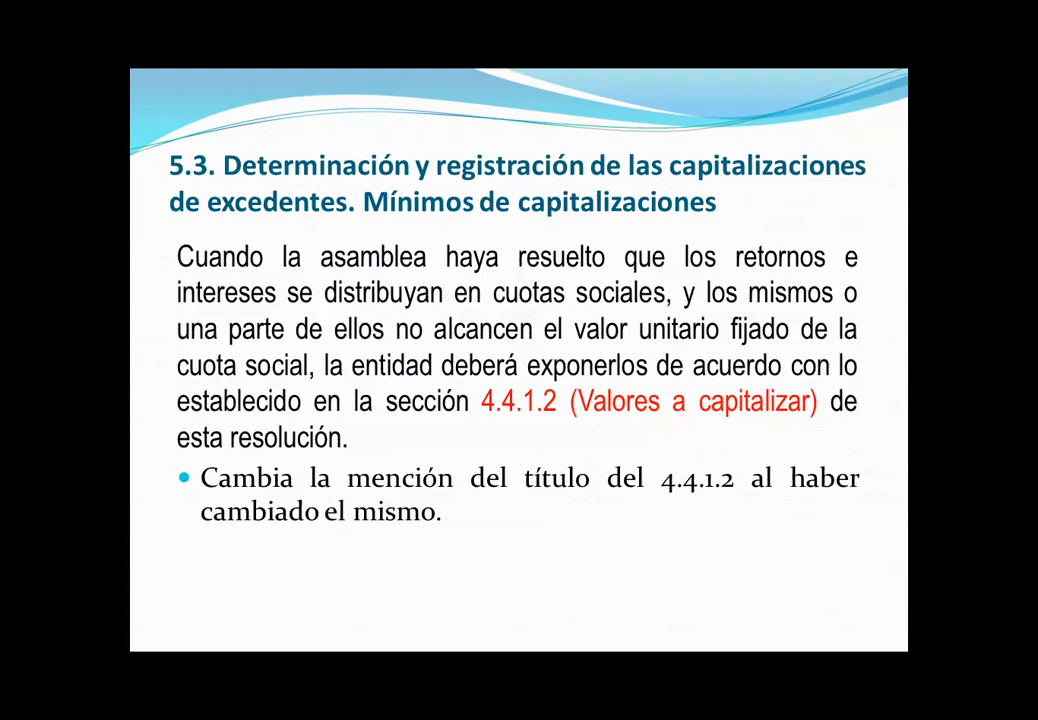 5.3. Determinación y registración de las capitalizaciones
de excedentes. Mínimos de capitalizaciones
Cuando la asamblea haya resuelto que los retornos e
intereses se distribuyan en cuotas sociales, y los mismos o
una parte de ellos no alcancen el valor unitario fijado de la
cuota social, la entidad deberá exponerlos de acuerdo con lo
establecido en la sección 4.4.1.2 (Valores a capitalizar) de
esta resolución.
• Cambia la mención del título del 4.4.1.2 al haber
cambiado el mismo.